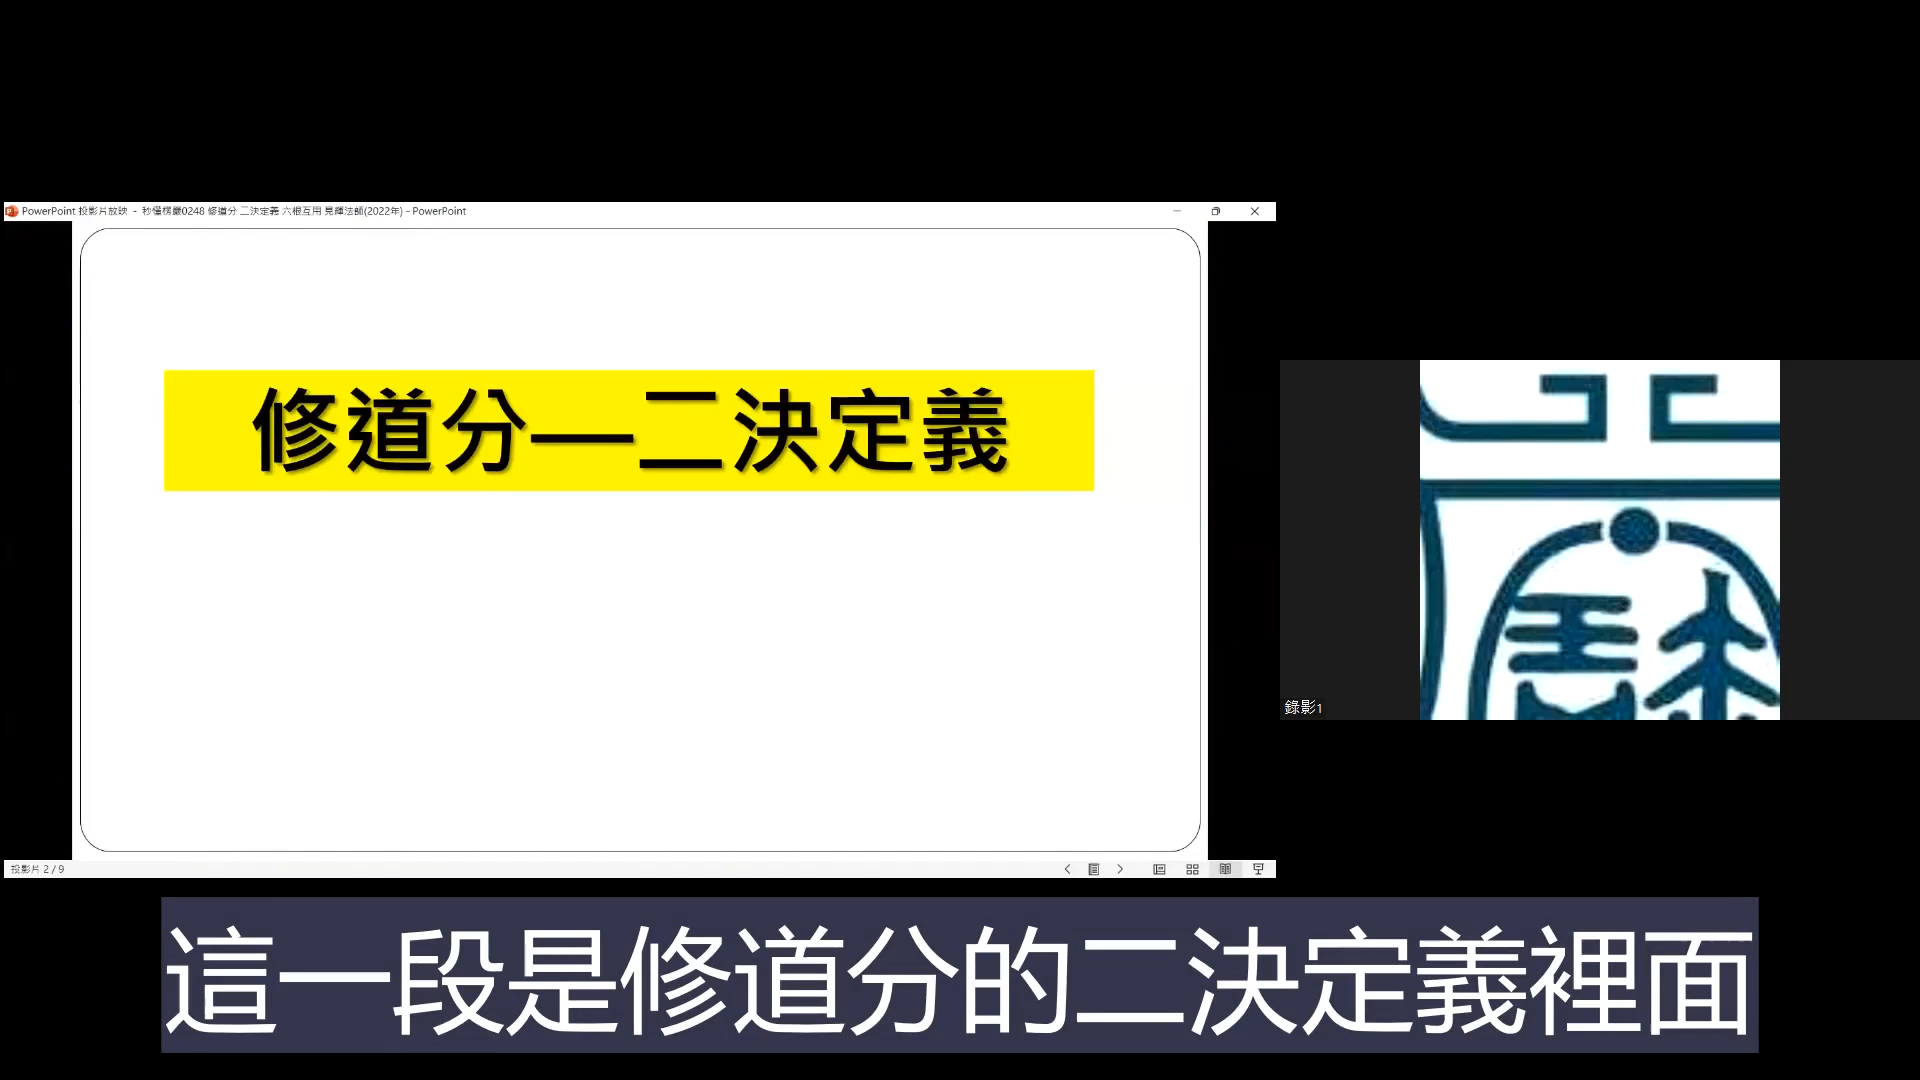 PowerPoint 投影片放映 - 秒懂楞嚴0248 修道分 二決定義 六根互用 見輝法師(2022年) - PowerPoint
修道分—二決定義
錄影1
投影片 2 / 9
這一段是修道分的二決定義裡面